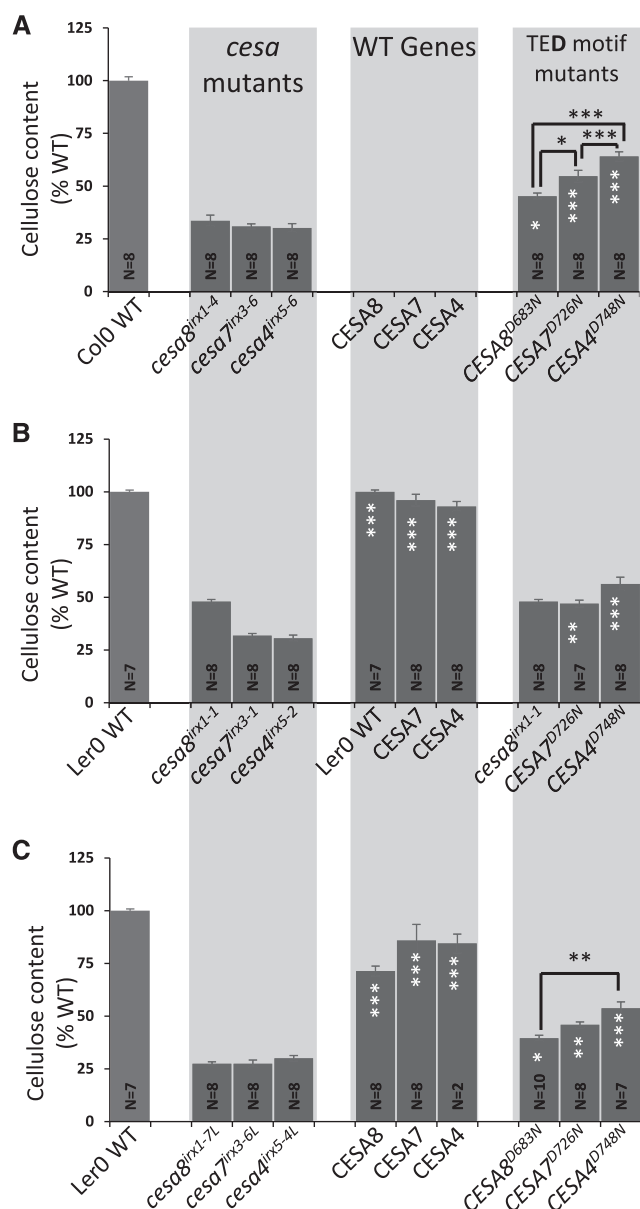 A
cesa mutants
WT Genes
TED motif mutants
Cellulose content (% WT)
125
100
75
50
25
0
***
*
***
*
***
***
N=8
N=8
N=8
N=8
N=8
N=8
N=8
Col0 WT
cesa8irx1-4
cesa7irx3-6
cesa4irx5-6
CESA8
CESA7
CESA4
CESA8D683N
CESA7D726N
CESA4D748N
B
Cellulose content (% WT)
125
100
75
50
25
0
***
***
***
**
***
N=7
N=8
N=8
N=8
N=7
N=8
N=8
N=8
N=7
N=8
Ler0 WT
cesa8irx1-1
cesa7irx3-1
cesa4irx5-2
Ler0 WT
CESA7
CESA4
cesa8irx1-1
CESA7D726N
CESA4D748N
C
Cellulose content (% WT)
125
100
75
50
25
0
**
***
***
***
*
**
***
N=7
N=8
N=8
N=8
N=8
N=8
N=2
N=10
N=8
N=7
Ler0 WT
cesa8irx1-7L
cesa7irx3-6L
cesa4irx5-4L
CESA8
CESA7
CESA4
CESA8D683N
CESA7D726N
CESA4D748N